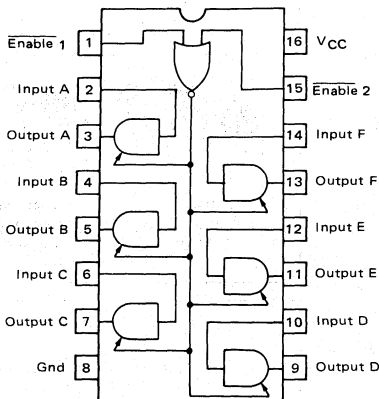 Enable 1
1
16
VCC
Input A
2
15
Enable 2
Output A
3
14
Input F
Input B
4
13
Output F
Output B
5
12
Input E
Input C
6
11
Output E
Output C
7
10
Input D
Gnd
8
9
Output D